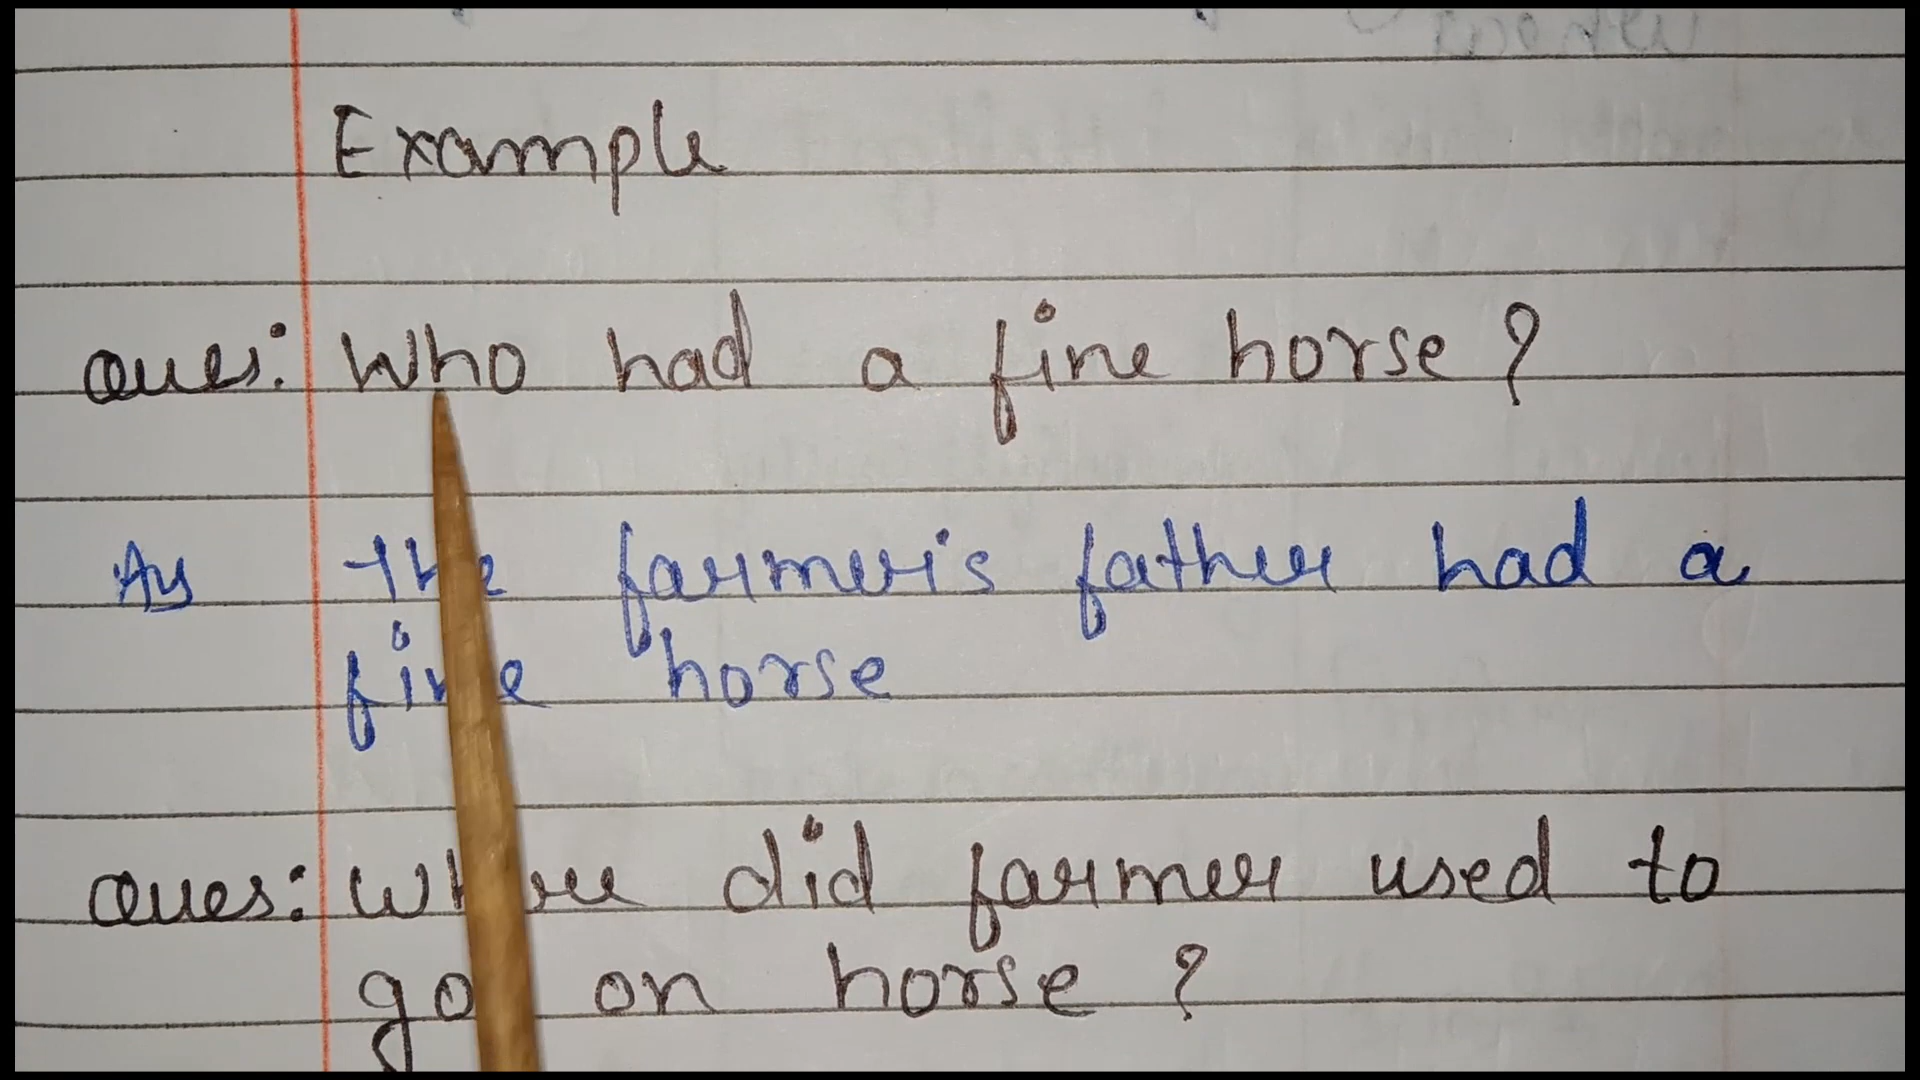 Example
Ques: Who had a fine horse?
Ans The farmer's father had a
fine horse
Ques: Where did farmer used to
go on horse?